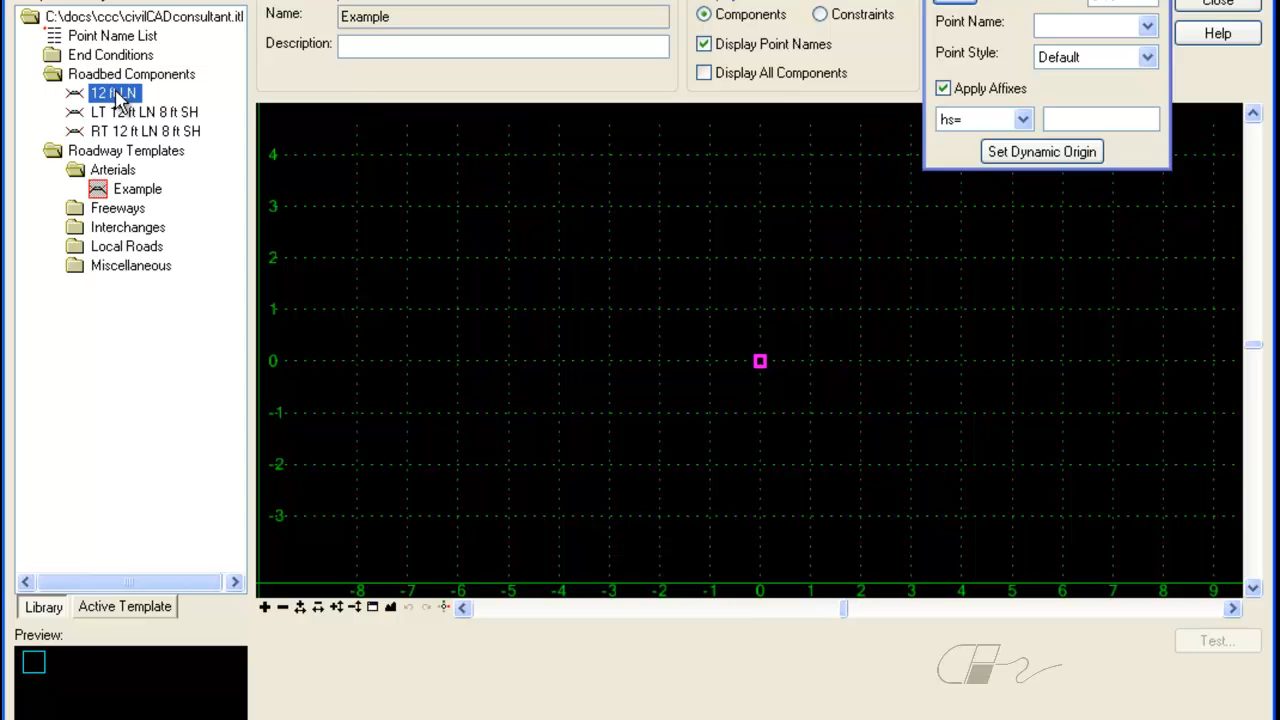 C:\docs\ccc\civilCADconsultant.itl
Point Name List
End Conditions
Roadbed Components
12 ft LN
LT 12 ft LN 8 ft SH
RT 12 ft LN 8 ft SH
Roadway Templates
Arterials
Example
Freeways
Interchanges
Local Roads
Miscellaneous
Library
Active Template
Preview:
Name:
Example
Description:
Components
Constraints
Display Point Names
Display All Components
Point Name:
Point Style:
Default
Apply Affixes
hs=
Set Dynamic Origin
Close
Help
4
3
2
1
0
-1
-2
-3
-8 -7 -6 -5 -4 -3 -2 -1 0 1 2 3 4 5 6 7 8 9
Test...